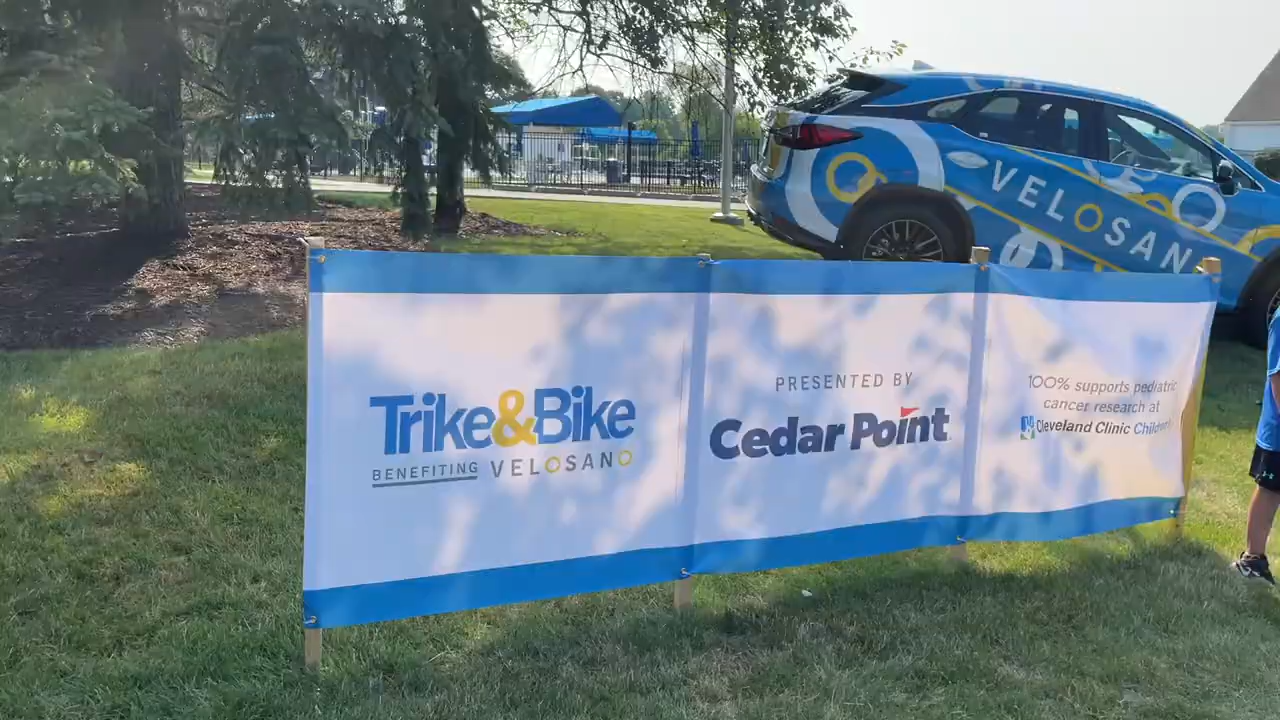 VELOSANO
Trike&Bike
BENEFITING VELOSANO
PRESENTED BY
Cedar Point
100% supports pediatric
cancer research at
Cleveland Clinic Children's